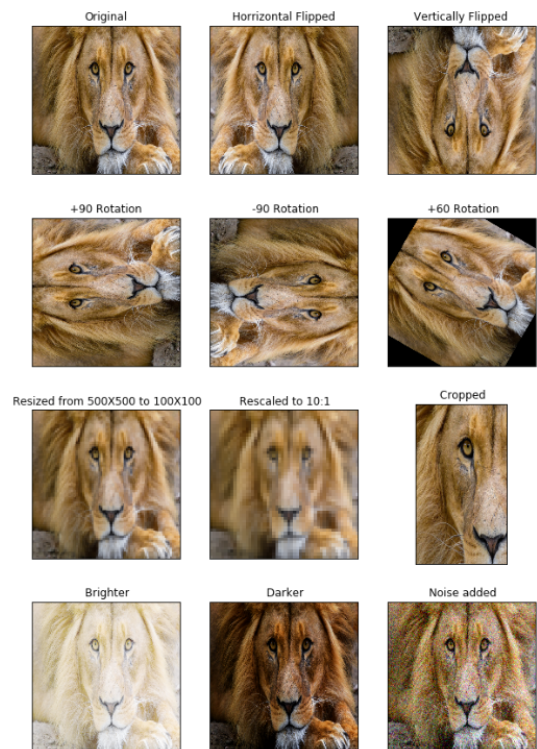 Original
Horrizontal Flipped
Vertically Flipped
+90 Rotation
-90 Rotation
+60 Rotation
Resized from 500X500 to 100X100
Rescaled to 10:1
Cropped
Brighter
Darker
Noise added